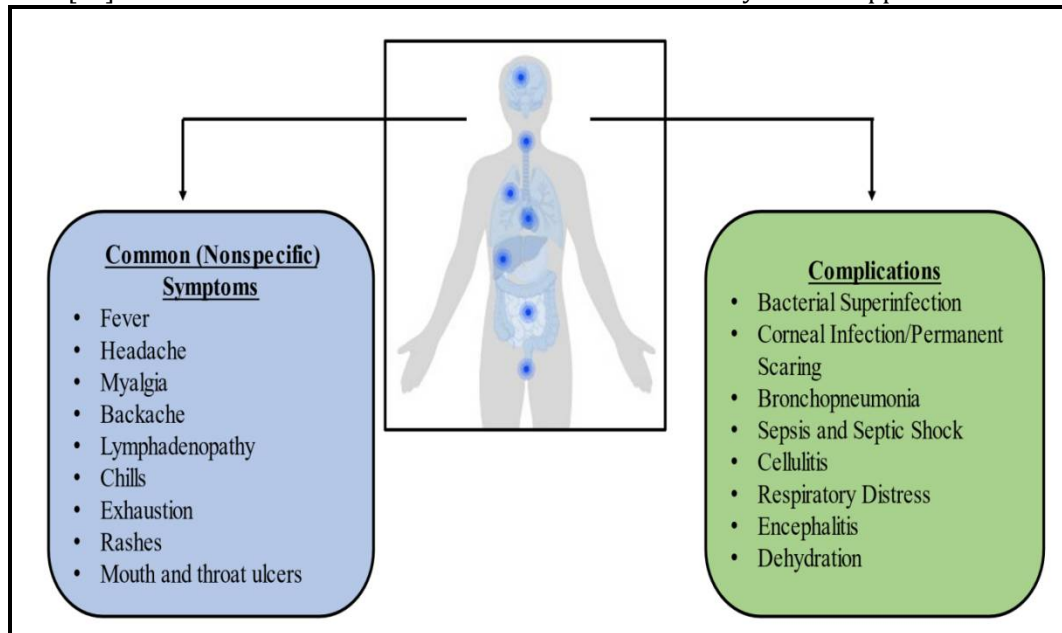 Common (Nonspecific)
Symptoms
• Fever
• Headache
• Myalgia
• Backache
• Lymphadenopathy
• Chills
• Exhaustion
• Rashes
• Mouth and throat ulcers
Complications
• Bacterial Superinfection
• Corneal Infection/Permanent
Scaring
• Bronchopneumonia
• Sepsis and Septic Shock
• Cellulitis
• Respiratory Distress
• Encephalitis
• Dehydration